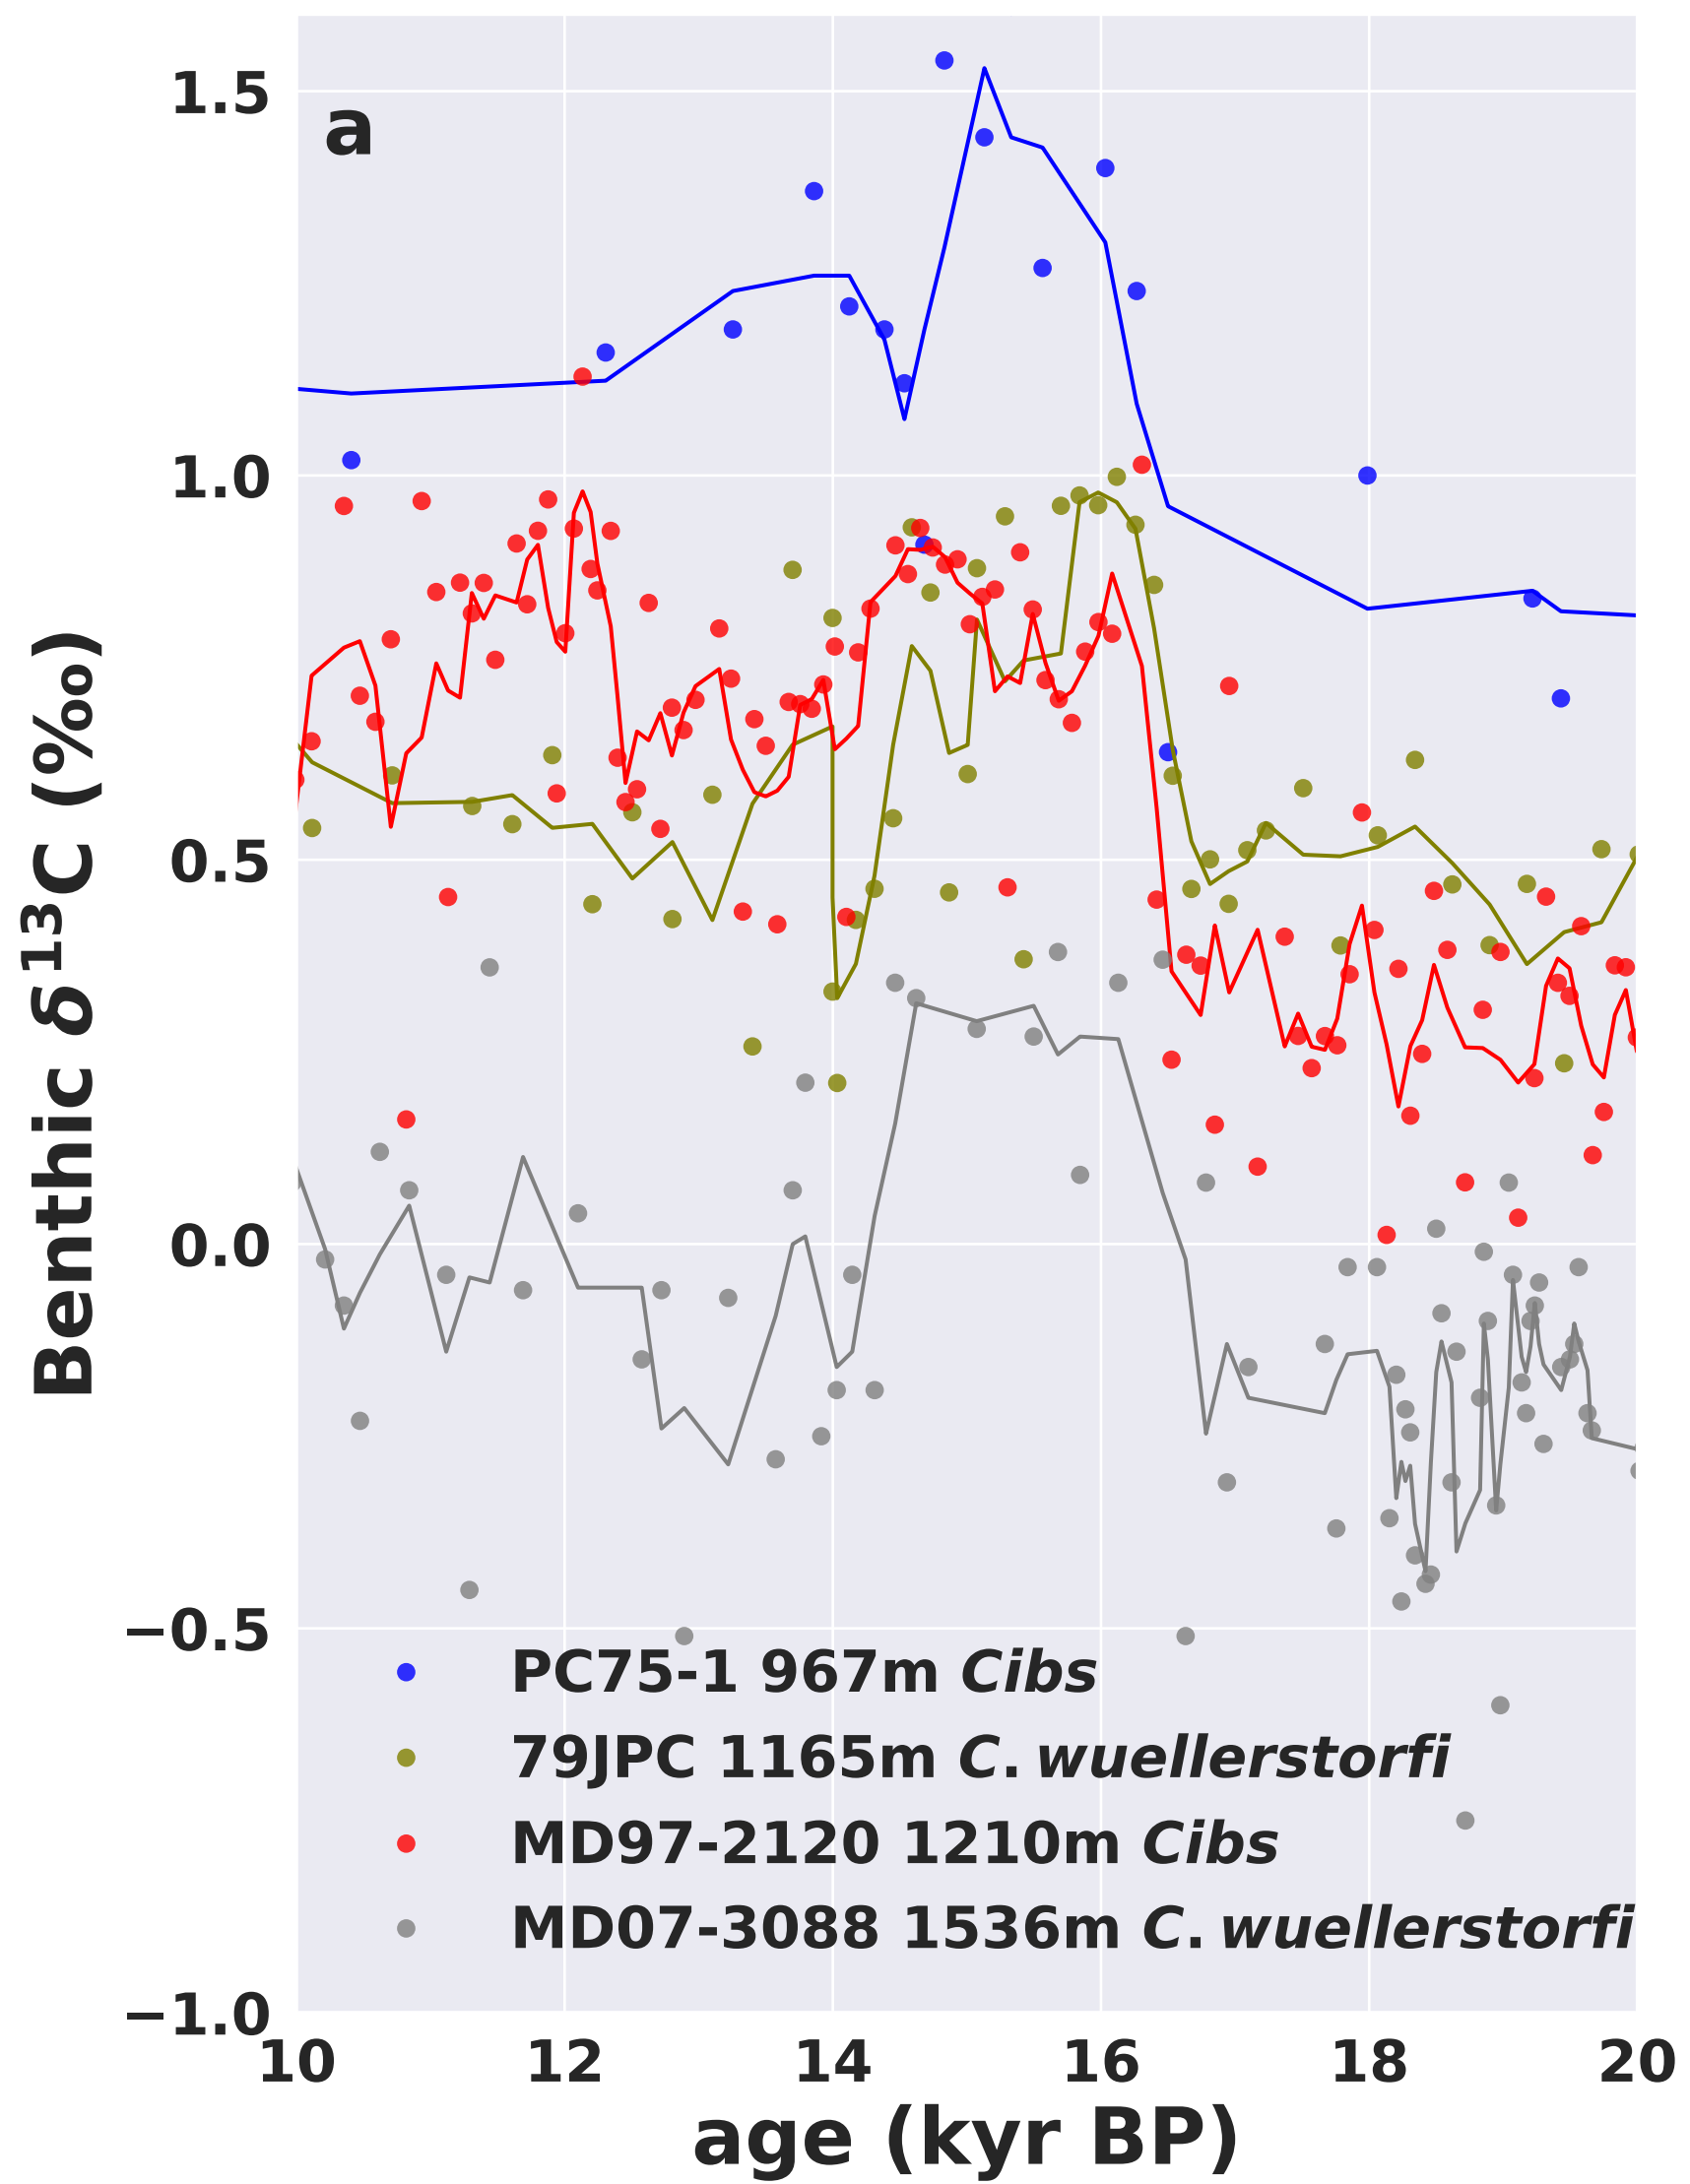 a
1.5
1.0
0.5
0.0
−0.5
−1.0
Benthic δ¹³C (‰)
PC75-1 967m Cibs
79JPC 1165m C. wuellerstorfi
MD97-2120 1210m Cibs
MD07-3088 1536m C. wuellerstorfi
10 12 14 16 18 20
age (kyr BP)